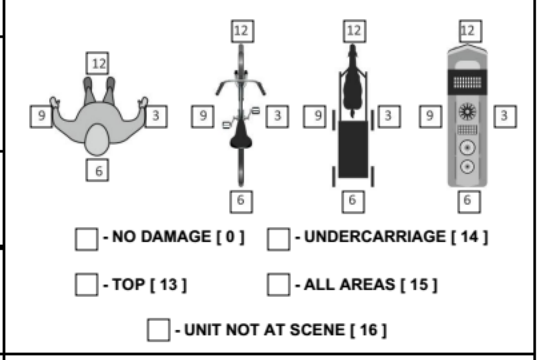 12 12 12
12
9 3 9 3 9 3 9 3
6 6 6 6
- NO DAMAGE [ 0 ] - UNDERCARRIAGE [ 14 ]
- TOP [ 13 ] - ALL AREAS [ 15 ]
- UNIT NOT AT SCENE [ 16 ]